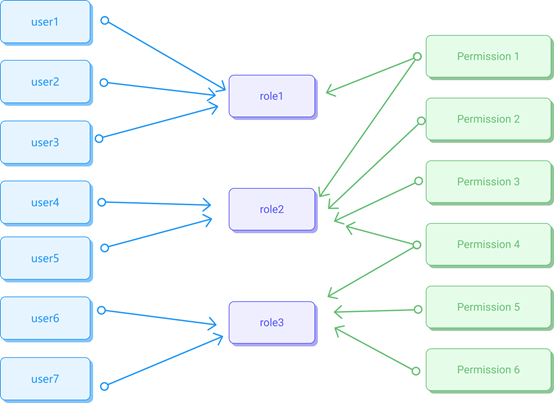 user1
user2
user3
user4
user5
user6
user7
role1
role2
role3
Permission 1
Permission 2
Permission 3
Permission 4
Permission 5
Permission 6